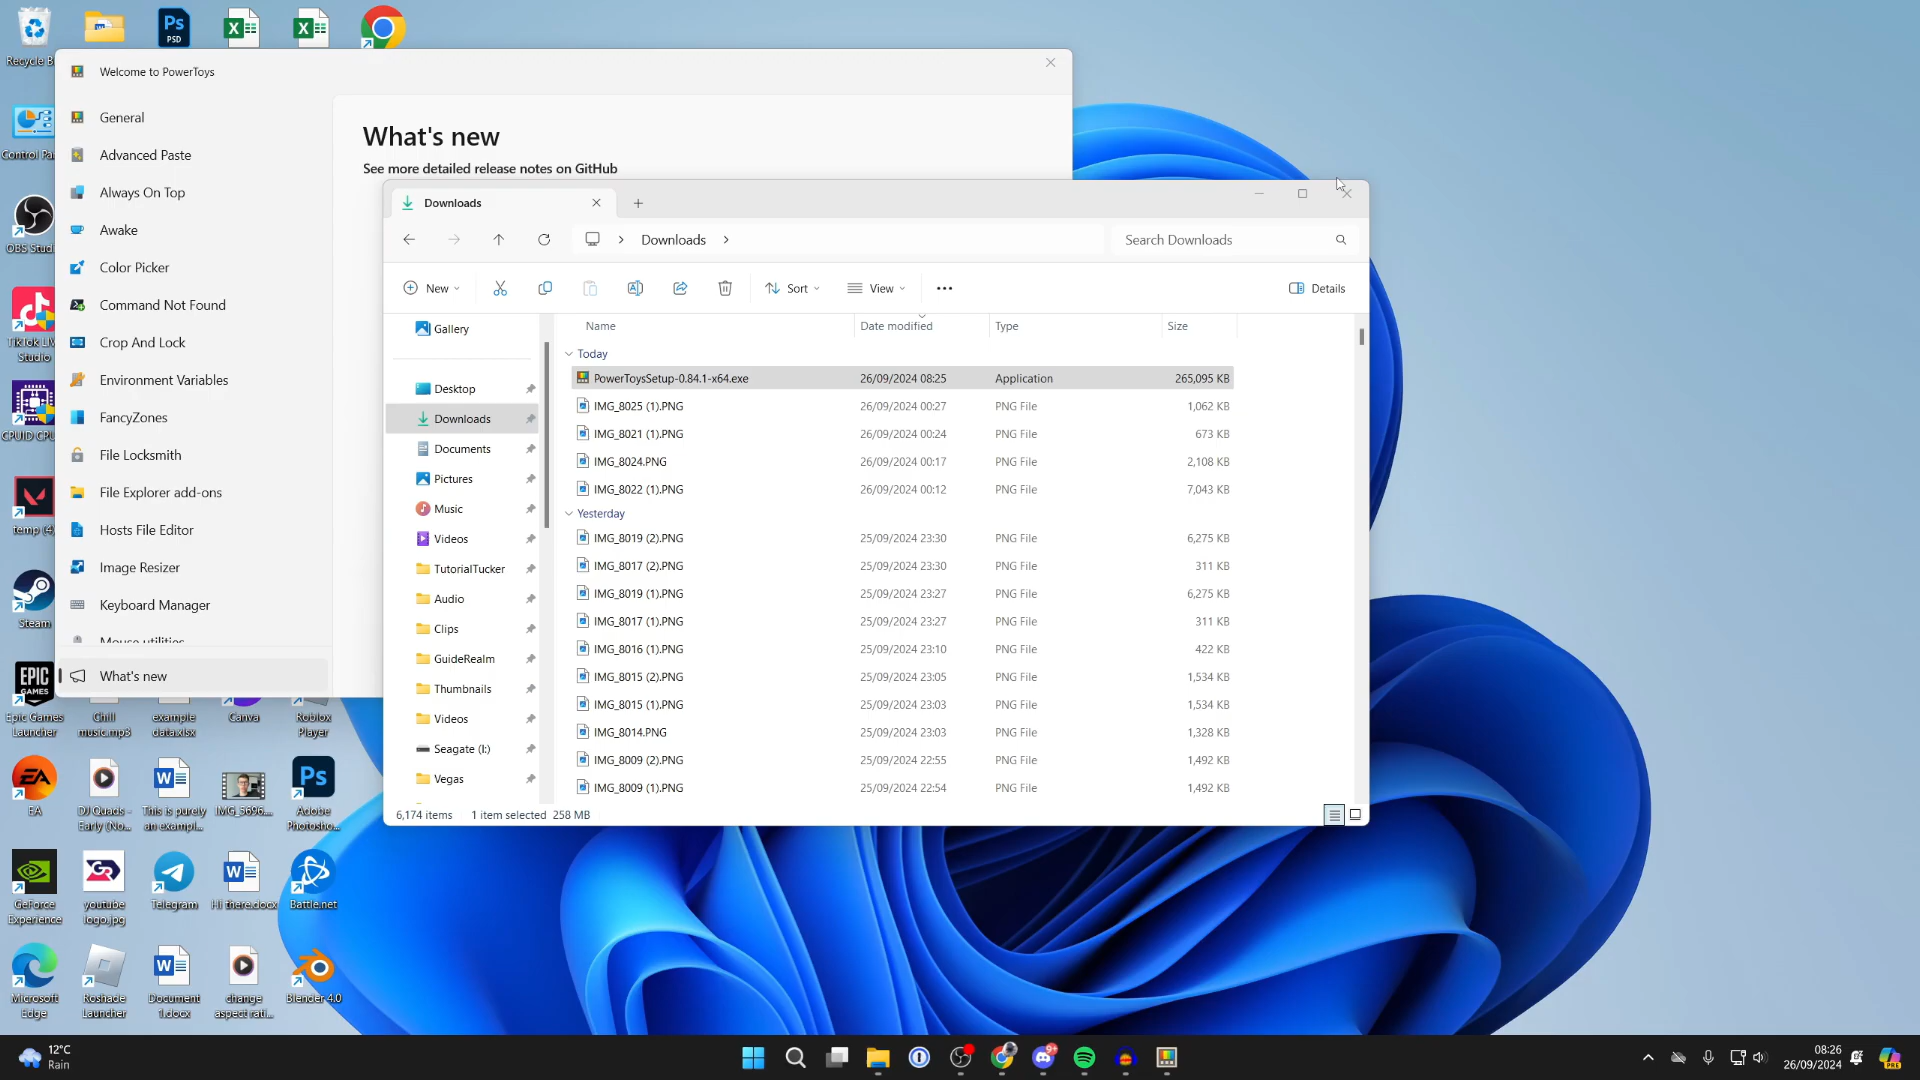 Recycle B
PSD
Welcome to PowerToys
General
Advanced Paste
Always On Top
Awake
Color Picker
Command Not Found
Crop And Lock
Environment Variables
FancyZones
File Locksmith
File Explorer add-ons
Hosts File Editor
Image Resizer
Keyboard Manager
Mouse utilities
What's new
What's new
See more detailed release notes on GitHub
Downloads
Downloads
Search Downloads
New
Sort
View
Details
Gallery
Desktop
Downloads
Documents
Pictures
Music
Videos
TutorialTucker
Audio
Clips
GuideRealm
Thumbnails
Videos
Seagate (I:)
Vegas
Name Date modified Type Size
Today
PowerToysSetup-0.84.1-x64.exe 26/09/2024 08:25 Application 265,095 KB
IMG_8025 (1).PNG 26/09/2024 00:27 PNG File 1,062 KB
IMG_8021 (1).PNG 26/09/2024 00:24 PNG File 673 KB
IMG_8024.PNG 26/09/2024 00:17 PNG File 2,108 KB
IMG_8022 (1).PNG 26/09/2024 00:12 PNG File 7,043 KB
Yesterday
IMG_8019 (2).PNG 25/09/2024 23:30 PNG File 6,275 KB
IMG_8017 (2).PNG 25/09/2024 23:30 PNG File 311 KB
IMG_8019 (1).PNG 25/09/2024 23:27 PNG File 6,275 KB
IMG_8017 (1).PNG 25/09/2024 23:27 PNG File 311 KB
IMG_8016 (1).PNG 25/09/2024 23:10 PNG File 422 KB
IMG_8015 (2).PNG 25/09/2024 23:05 PNG File 1,534 KB
IMG_8015 (1).PNG 25/09/2024 23:03 PNG File 1,534 KB
IMG_8014.PNG 25/09/2024 23:03 PNG File 1,328 KB
IMG_8009 (2).PNG 25/09/2024 22:55 PNG File 1,492 KB
IMG_8009 (1).PNG 25/09/2024 22:54 PNG File 1,492 KB
6,174 items 1 item selected 258 MB
Control Pa
OBS Studi
TikTok LIV
Studio
CPUID CPU
temp (4)
Steam
Epic Games
Launcher
Chill
music.mp3
example
data.xlsx
Canva
Roblox
Player
EA
DJ Quads -
Early (No...
This is purely
an exampl...
IMG_5696...
Adobe
Photosho...
GeForce
Experience
youtube
logo.jpg
Telegram
Hi there.docx
Battle.net
Microsoft
Edge
Roshade
Launcher
Document
1.docx
change
aspect rati...
Blender 4.0
12°C
Rain
08:26
26/09/2024